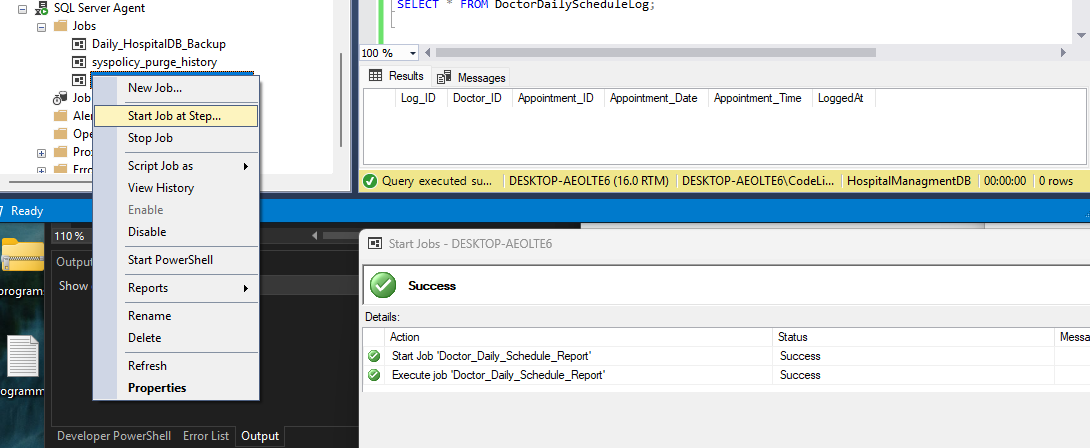 SQL Server Agent
Jobs
Daily_HospitalDB_Backup
syspolicy_purge_history
Job
Aler
Ope
Prox
Erro
New Job...
Start Job at Step...
Stop Job
Script Job as
View History
Enable
Disable
Start PowerShell
Reports
Rename
Delete
Refresh
Properties
SELECT * FROM DoctorDailyScheduleLog;
100 %
Results Messages
Log_ID Doctor_ID Appointment_ID Appointment_Date Appointment_Time LoggedAt
Query executed su... DESKTOP-AEOLTE6 (16.0 RTM) DESKTOP-AEOLTE6\CodeLi... HospitalManagmentDB 00:00:00 0 rows
Ready
110 %
Outpu
Show
programs
rogramm
Developer PowerShell Error List Output
Start Jobs - DESKTOP-AEOLTE6
Success
Details:
Action Status Messa
Start Job 'Doctor_Daily_Schedule_Report' Success
Execute job 'Doctor_Daily_Schedule_Report' Success